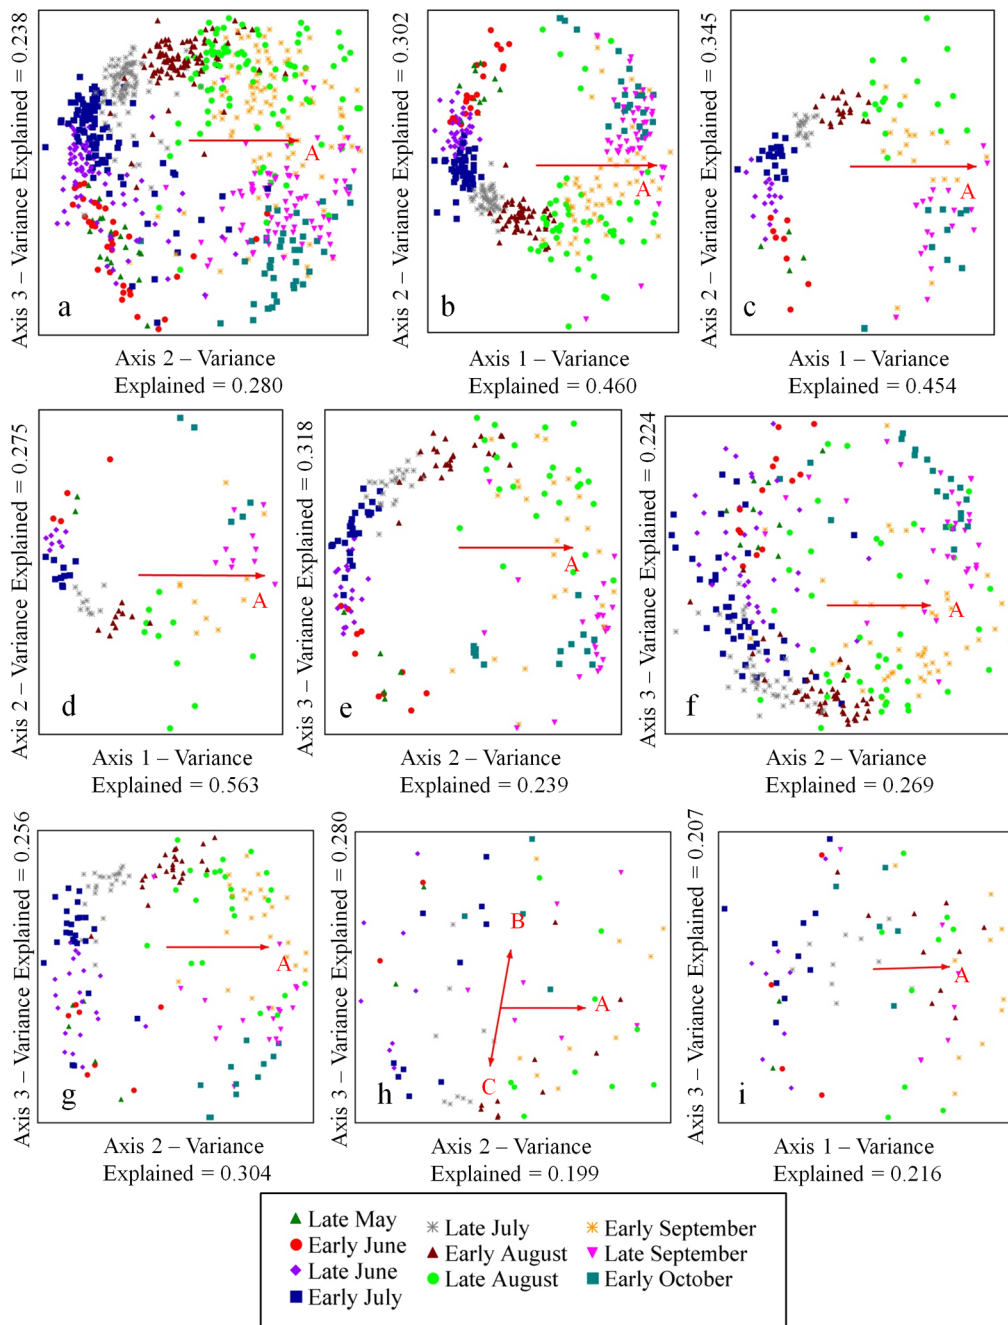 Axis 3 – Variance Explained = 0.238
a
A
Axis 2 – Variance
Explained = 0.280
Axis 2 – Variance Explained = 0.302
b
A
Axis 1 – Variance
Explained = 0.460
Axis 2 – Variance Explained = 0.345
c
A
Axis 1 – Variance
Explained = 0.454
Axis 2 – Variance Explained = 0.275
d
A
Axis 1 – Variance
Explained = 0.563
Axis 3 – Variance Explained = 0.318
e
A
Axis 2 – Variance
Explained = 0.239
Axis 3 – Variance Explained = 0.224
f
A
Axis 2 – Variance
Explained = 0.269
Axis 3 – Variance Explained = 0.256
g
A
Axis 2 – Variance
Explained = 0.304
Axis 3 – Variance Explained = 0.280
h
B
A
C
Axis 2 – Variance
Explained = 0.199
Axis 3 – Variance Explained = 0.207
i
A
Axis 1 – Variance
Explained = 0.216
Late May
Early June
Late June
Early July
Late July
Early August
Late August
Early September
Late September
Early October